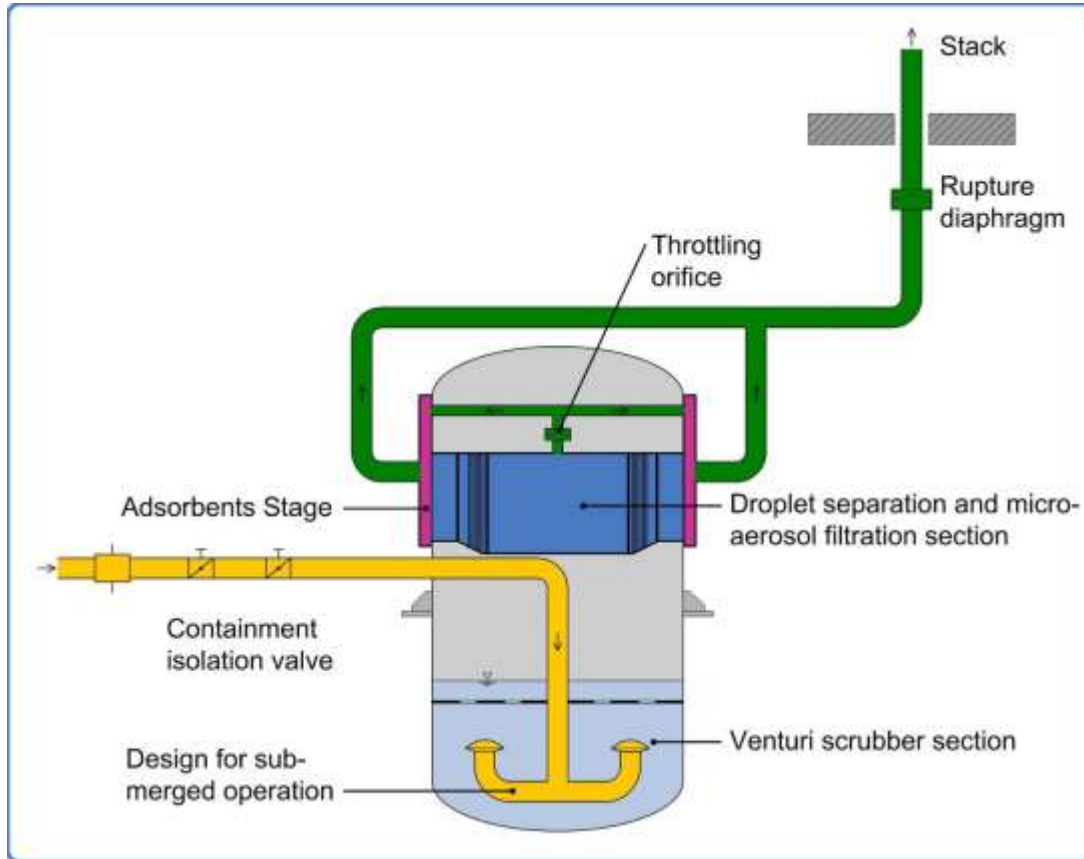 Stack
Rupture
diaphragm
Throttling
orifice
Adsorbents Stage
Droplet separation and micro-
aerosol filtration section
Containment
isolation valve
Design for sub-
merged operation
Venturi scrubber section